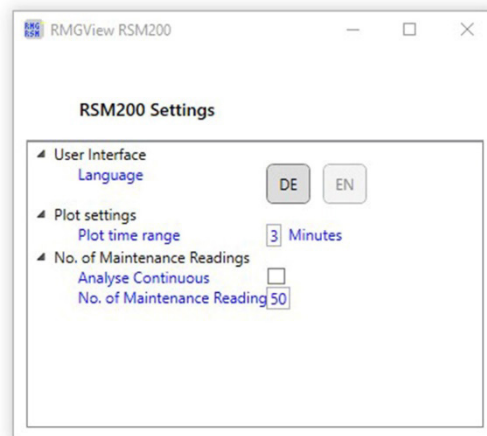 RMG
RSM
RMGView RSM200
RSM200 Settings
User Interface
Language DE EN
Plot settings
Plot time range 3 Minutes
No. of Maintenance Readings
Analyse Continuous
No. of Maintenance Reading 50